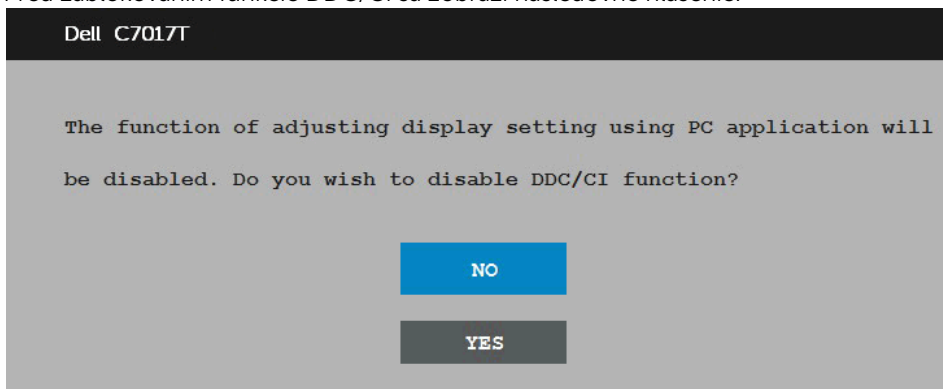 Dell C7017T
The function of adjusting display setting using PC application will
be disabled. Do you wish to disable DDC/CI function?
NO
YES